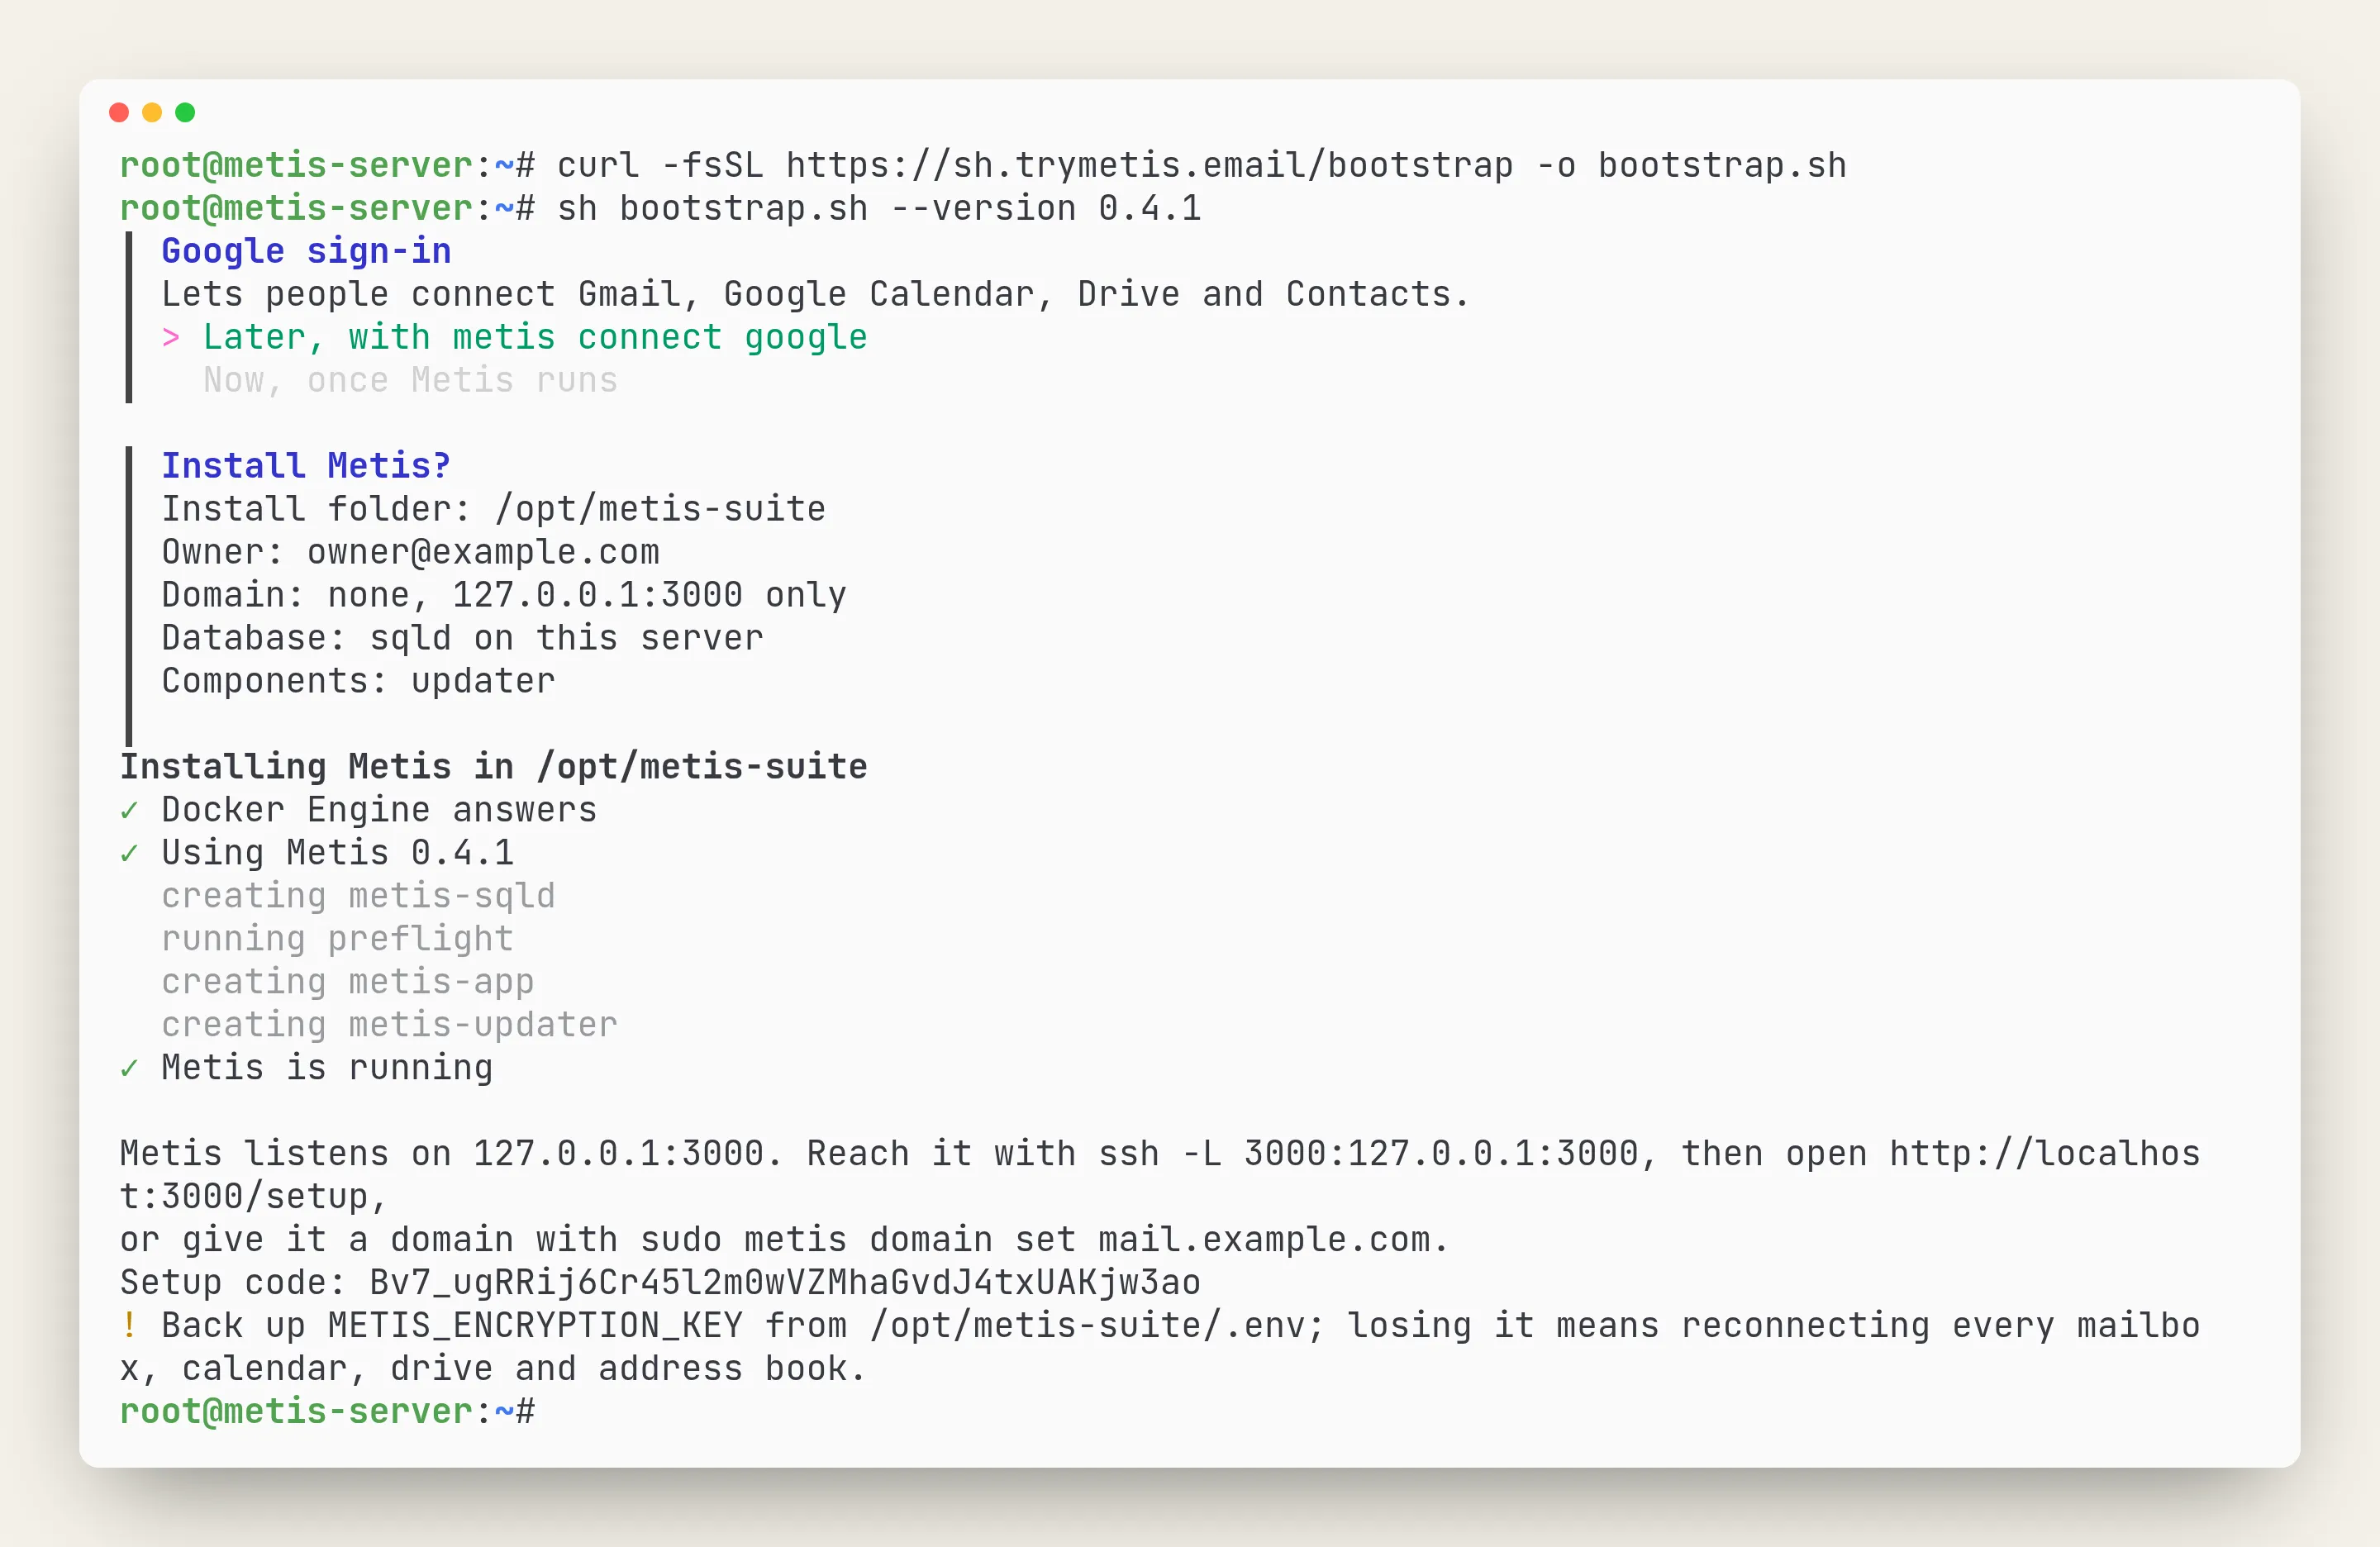 root@metis-server:~# curl -fsSL https://sh.trymetis.email/bootstrap -o bootstrap.sh
root@metis-server:~# sh bootstrap.sh --version 0.4.1
Google sign-in
Lets people connect Gmail, Google Calendar, Drive and Contacts.
> Later, with metis connect google
Now, once Metis runs
Install Metis?
Install folder: /opt/metis-suite
Owner: owner@example.com
Domain: none, 127.0.0.1:3000 only
Database: sqld on this server
Components: updater
Installing Metis in /opt/metis-suite
✓ Docker Engine answers
✓ Using Metis 0.4.1
creating metis-sqld
running preflight
creating metis-app
creating metis-updater
✓ Metis is running
Metis listens on 127.0.0.1:3000. Reach it with ssh -L 3000:127.0.0.1:3000, then open http://localhos
t:3000/setup,
or give it a domain with sudo metis domain set mail.example.com.
Setup code: Bv7_ugRRij6Cr45l2m0wVZMhaGvdJ4txUAKjw3ao
! Back up METIS_ENCRYPTION_KEY from /opt/metis-suite/.env; losing it means reconnecting every mailbo
x, calendar, drive and address book.
root@metis-server:~#